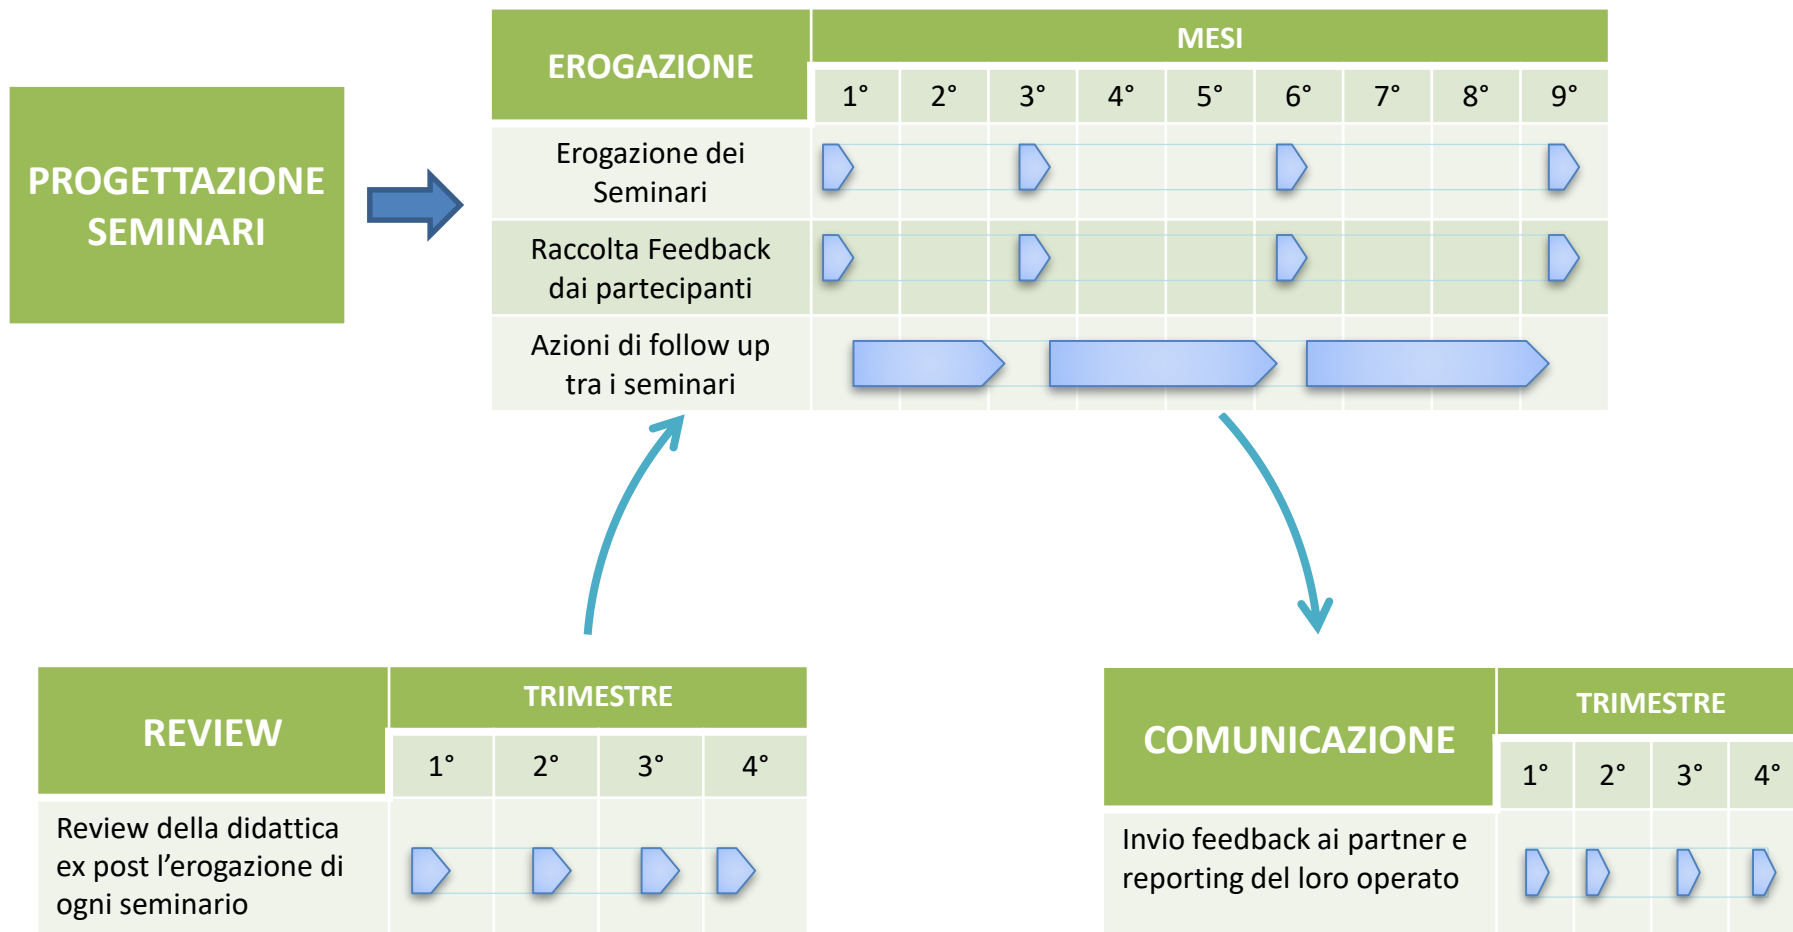 PROGETTAZIONE
SEMINARI
EROGAZIONE
MESI
1° 2° 3° 4° 5° 6° 7° 8° 9°
Erogazione dei
Seminari
Raccolta Feedback
dai partecipanti
Azioni di follow up
tra i seminari
REVIEW
TRIMESTRE
1° 2° 3° 4°
Review della didattica
ex post l’erogazione di
ogni seminario
COMUNICAZIONE
TRIMESTRE
1° 2° 3° 4°
Invio feedback ai partner e
reporting del loro operato